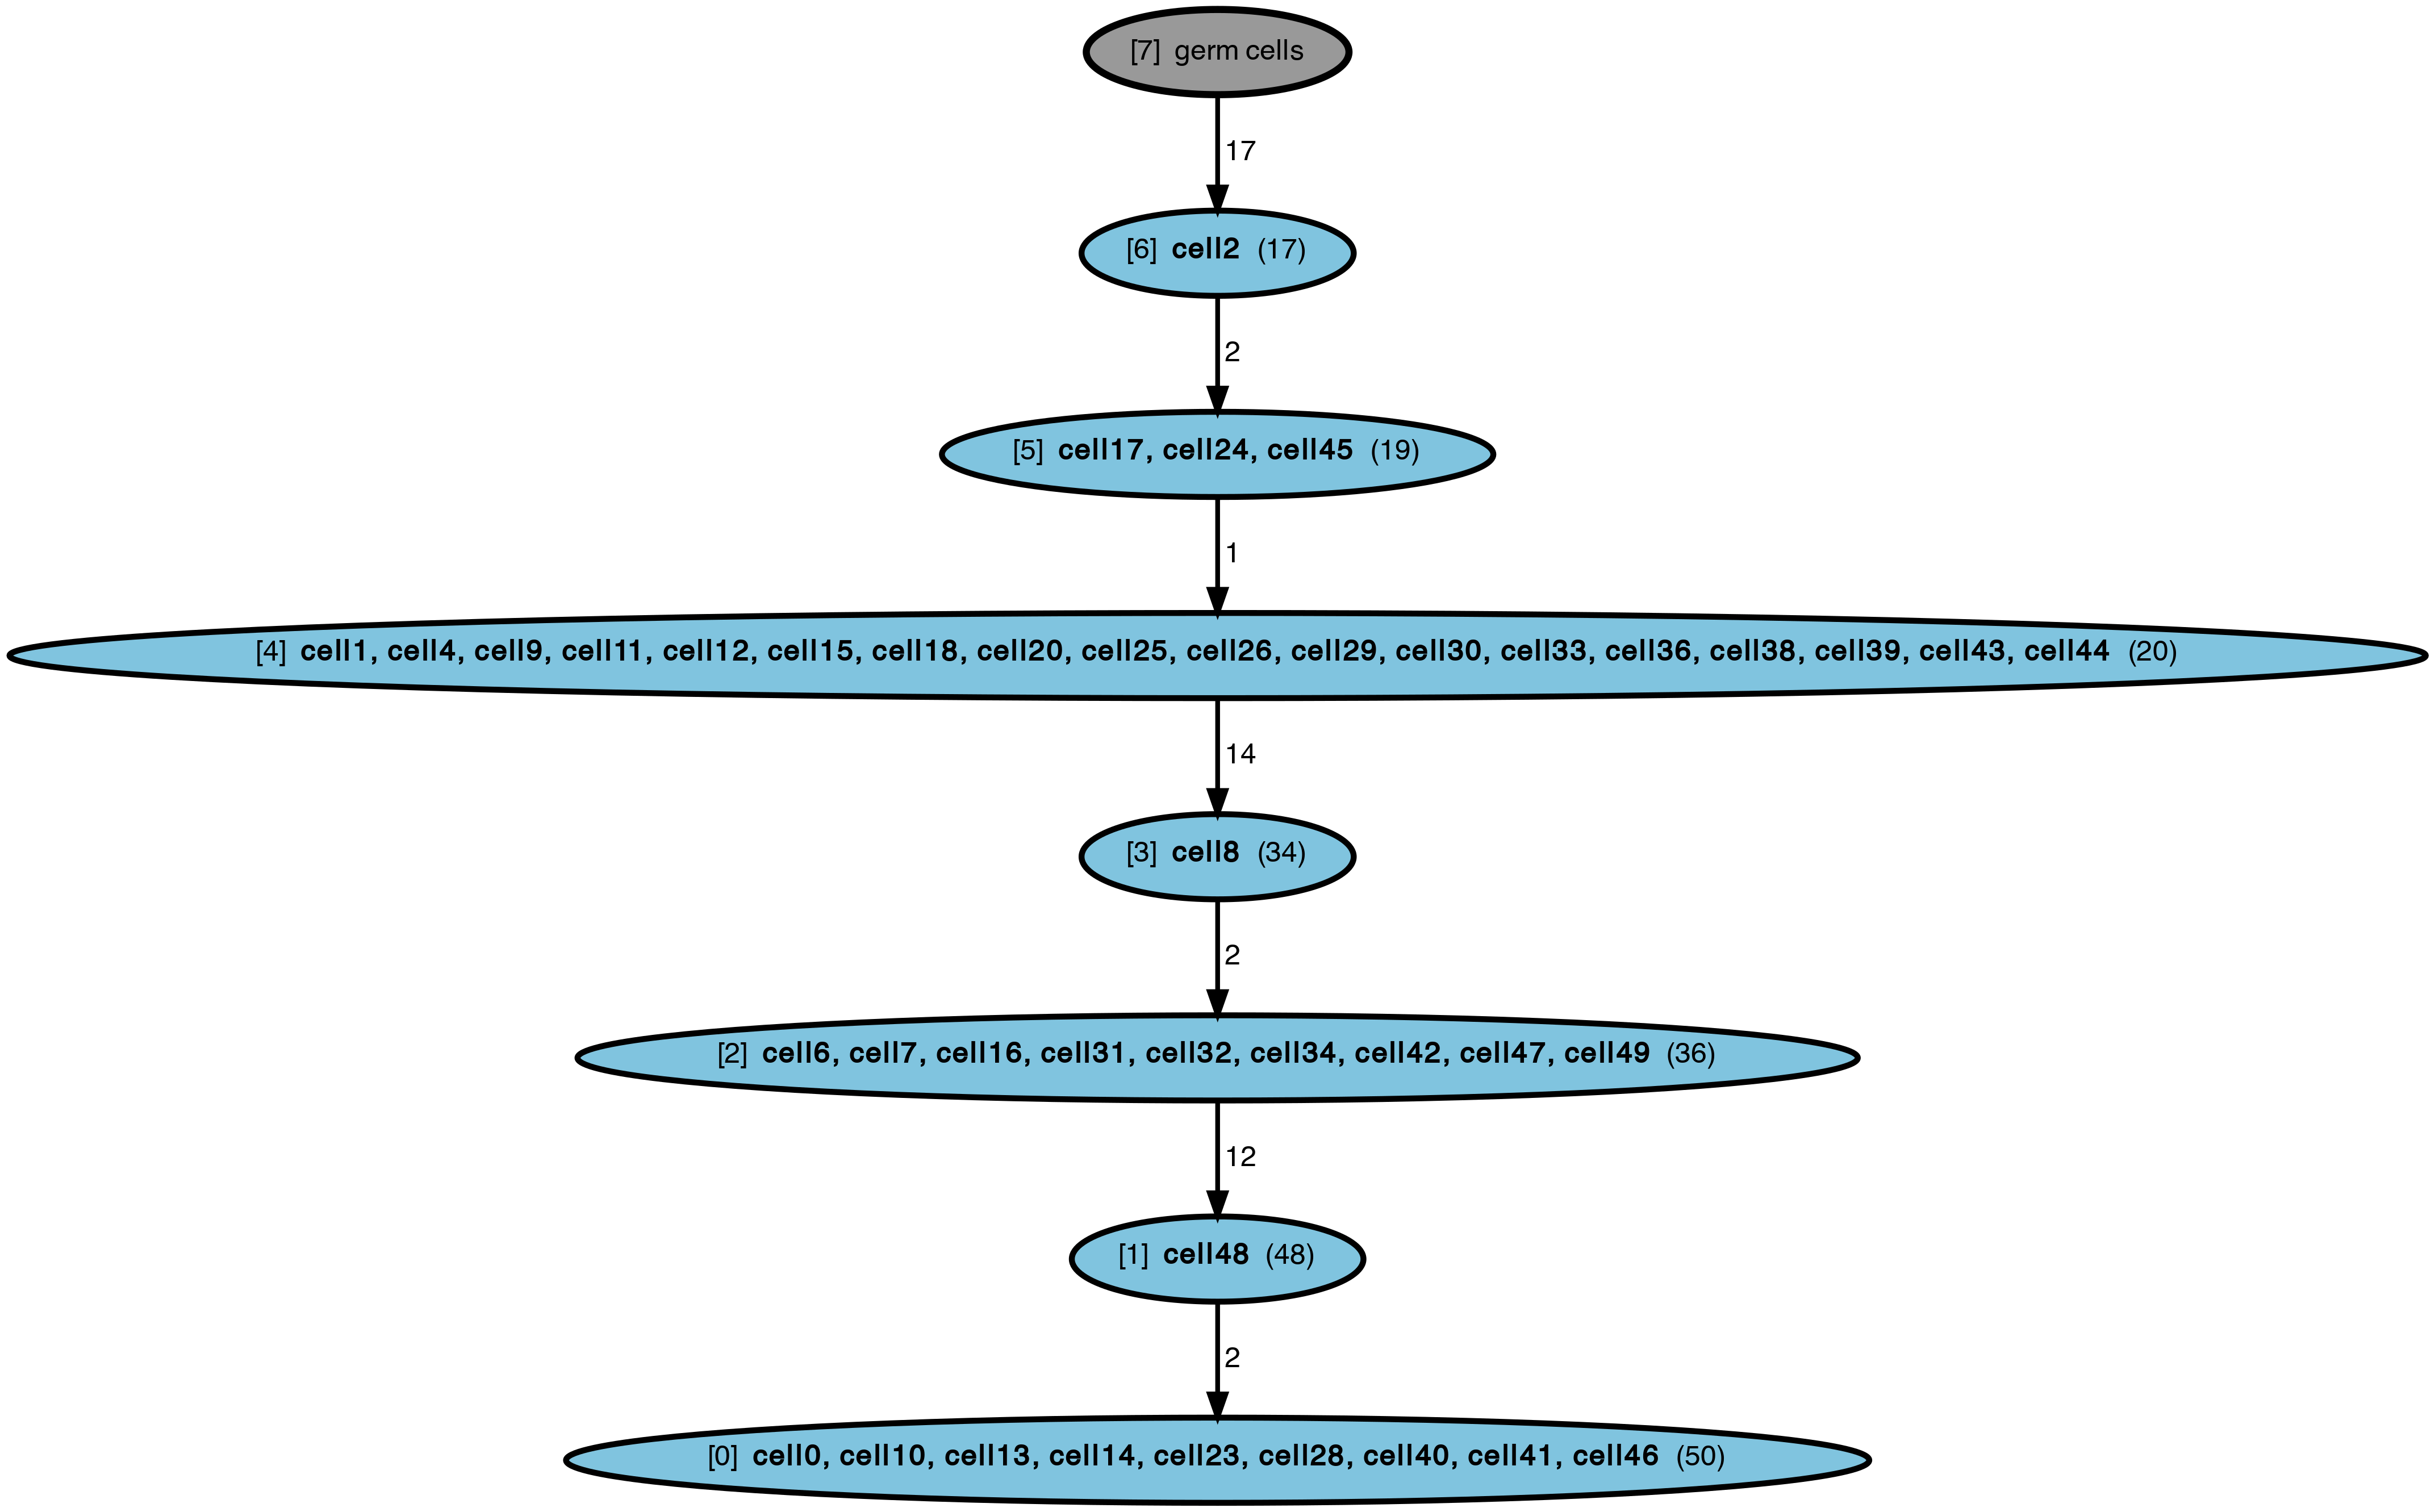 [7] germ cells
17
[6] cell2 (17)
2
[5] cell17, cell24, cell45 (19)
1
[4] cell1, cell4, cell9, cell11, cell12, cell15, cell18, cell20, cell25, cell26, cell29, cell30, cell33, cell36, cell38, cell39, cell43, cell44 (20)
14
[3] cell8 (34)
2
[2] cell6, cell7, cell16, cell31, cell32, cell34, cell42, cell47, cell49 (36)
12
[1] cell48 (48)
2
[0] cell0, cell10, cell13, cell14, cell23, cell28, cell40, cell41, cell46 (50)